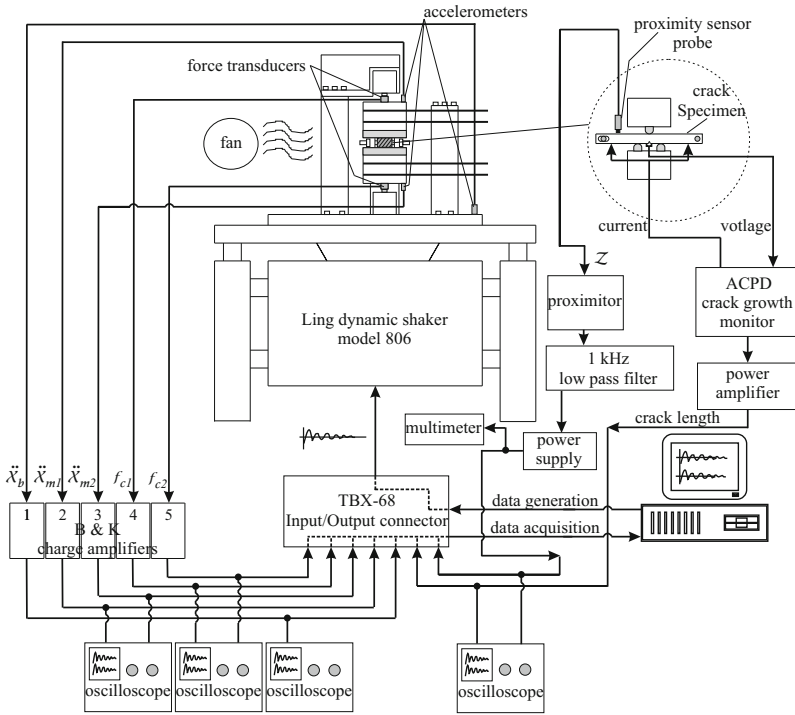 accelerometers
proximity sensor
probe
force transducers
crack
Specimen
fan
current
votlage
Z
proximitor
ACPD
crack growth
monitor
Ling dynamic shaker
model 806
1 kHz
low pass filter
power
amplifier
crack length
multimeter
power
supply
Ẍb Ẍm1 Ẍm2 fc1 fc2
1 2 3 4 5
B & K
charge amplifiers
TBX-68
Input/Output connector
data generation
data acquisition
oscilloscope oscilloscope oscilloscope oscilloscope